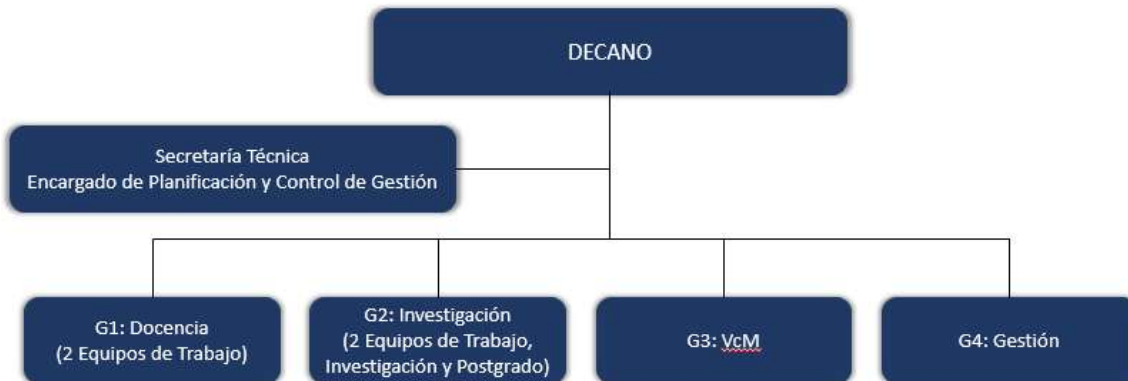 DECANO
Secretaría Técnica
Encargado de Planificación y Control de Gestión
G1: Docencia
(2 Equipos de Trabajo)
G2: Investigación
(2 Equipos de Trabajo,
Investigación y Postgrado)
G3: VcM
G4: Gestión